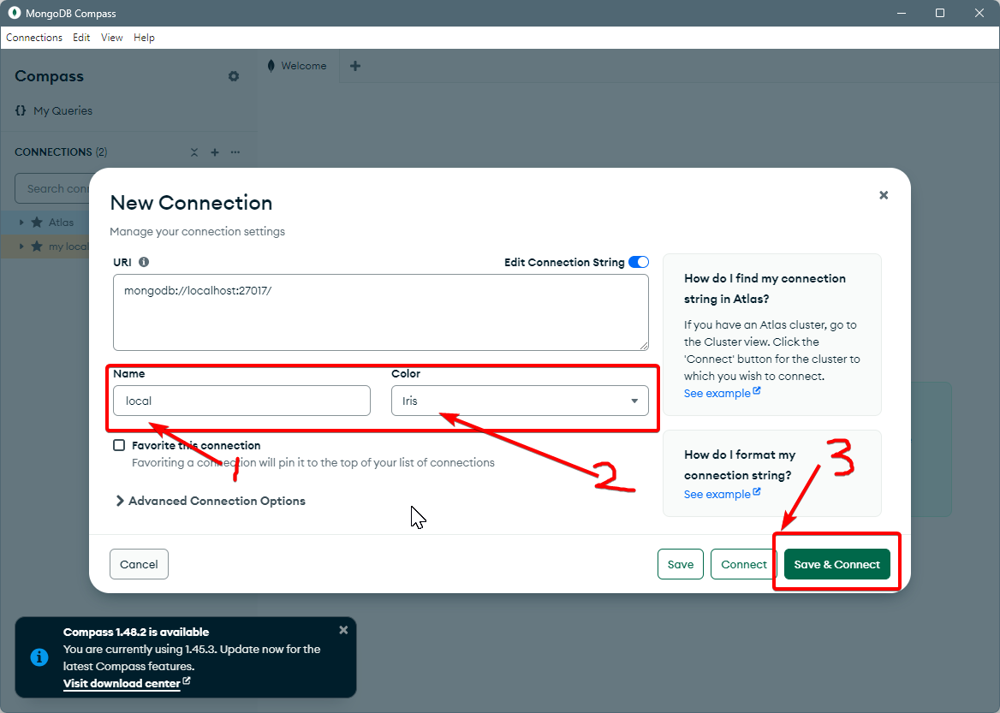 MongoDB Compass
Connections Edit View Help
Compass
Welcome
My Queries
CONNECTIONS (2)
Search con
Atlas
my local
New Connection
Manage your connection settings
URI
Edit Connection String
mongodb://localhost:27017/
Name
Color
local
Iris
Favorite this connection
Favoriting a connection will pin it to the top of your list of connections
1
2
Advanced Connection Options
How do I find my connection
string in Atlas?
If you have an Atlas cluster, go to
the Cluster view. Click the
'Connect' button for the cluster to
which you wish to connect.
See example
How do I format my
connection string?
See example
3
Cancel
Save
Connect
Save & Connect
Compass 1.48.2 is available
You are currently using 1.45.3. Update now for the
latest Compass features.
Visit download center